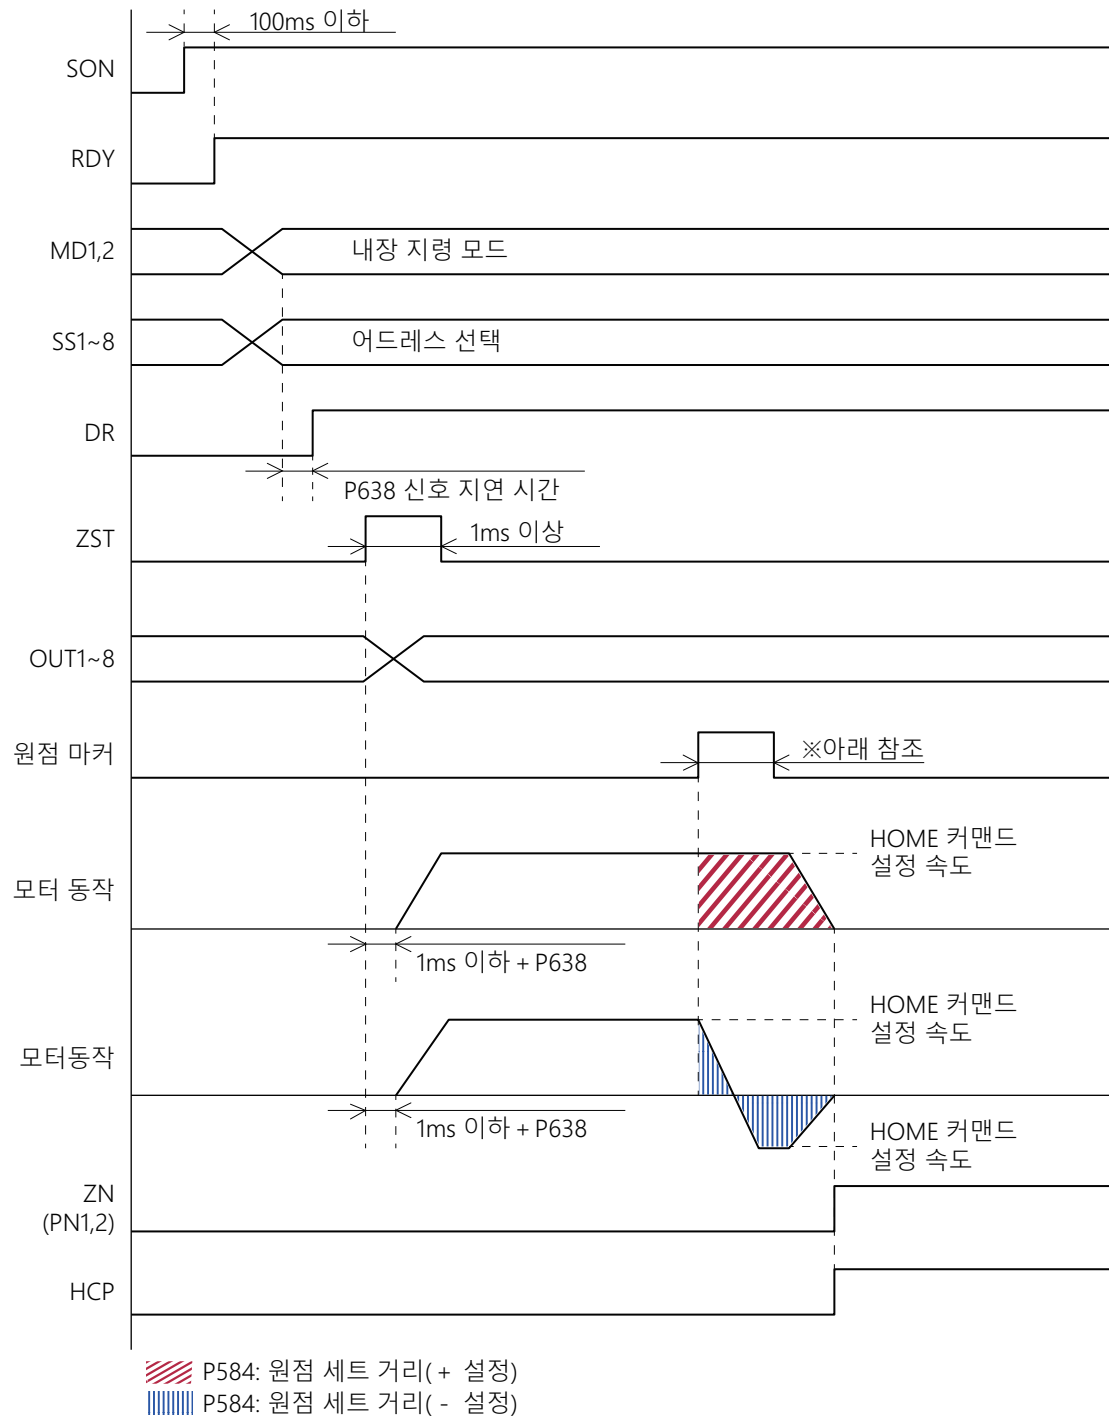 100ms 이하
SON
RDY
MD1,2
내장 지령 모드
SS1~8
어드레스 선택
DR
P638 신호 지연 시간
ZST
1ms 이상
OUT1~8
원점 마커
※아래 참조
HOME 커맨드
설정 속도
모터 동작
1ms 이하 + P638
HOME 커맨드
설정 속도
모터동작
1ms 이하 + P638
HOME 커맨드
설정 속도
ZN
(PN1,2)
HCP
P584: 원점 세트 거리( + 설정)
P584: 원점 세트 거리( - 설정)